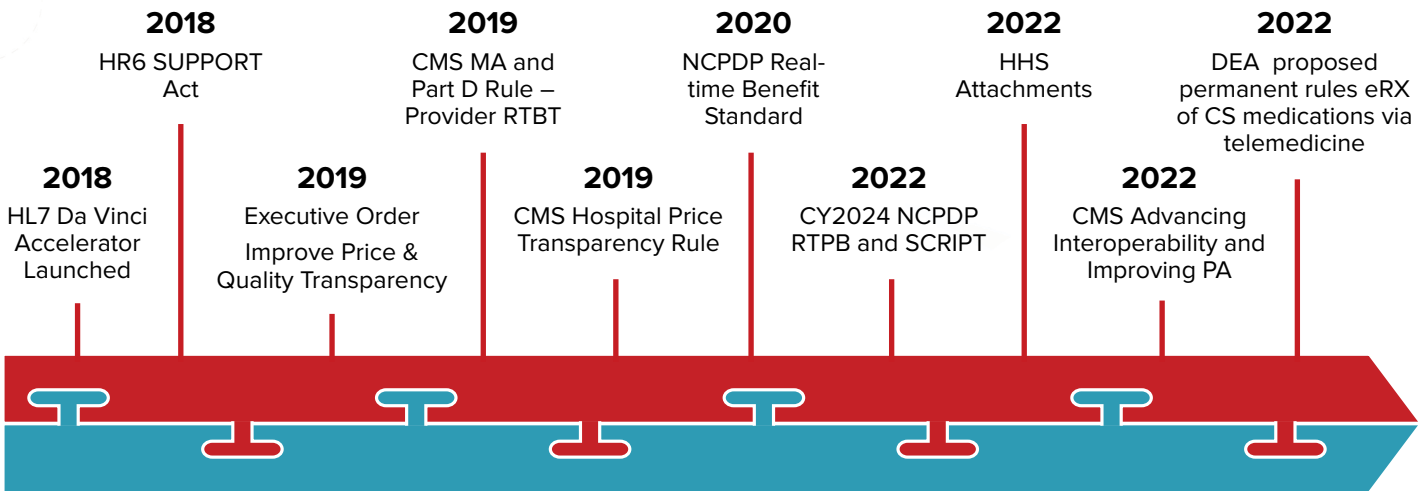 2018
HR6 SUPPORT
Act
2019
CMS MA and
Part D Rule –
Provider RTBT
2020
NCPDP Real-
time Benefit
Standard
2022
HHS
Attachments
2022
DEA  proposed
permanent rules eRX
of CS medications via
telemedicine
2018
HL7 Da Vinci
Accelerator
Launched
2019
Executive Order
Improve Price &
Quality Transparency
2019
CMS Hospital Price
Transparency Rule
2022
CY2024 NCPDP
RTPB and SCRIPT
2022
CMS Advancing
Interoperability and
Improving PA